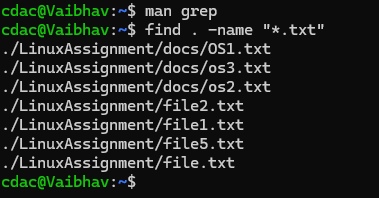 cdac@Vaibhav:~$ man grep
cdac@Vaibhav:~$ find . -name "*.txt"
./LinuxAssignment/docs/OS1.txt
./LinuxAssignment/docs/os3.txt
./LinuxAssignment/docs/os2.txt
./LinuxAssignment/file2.txt
./LinuxAssignment/file1.txt
./LinuxAssignment/file5.txt
./LinuxAssignment/file.txt
cdac@Vaibhav:~$